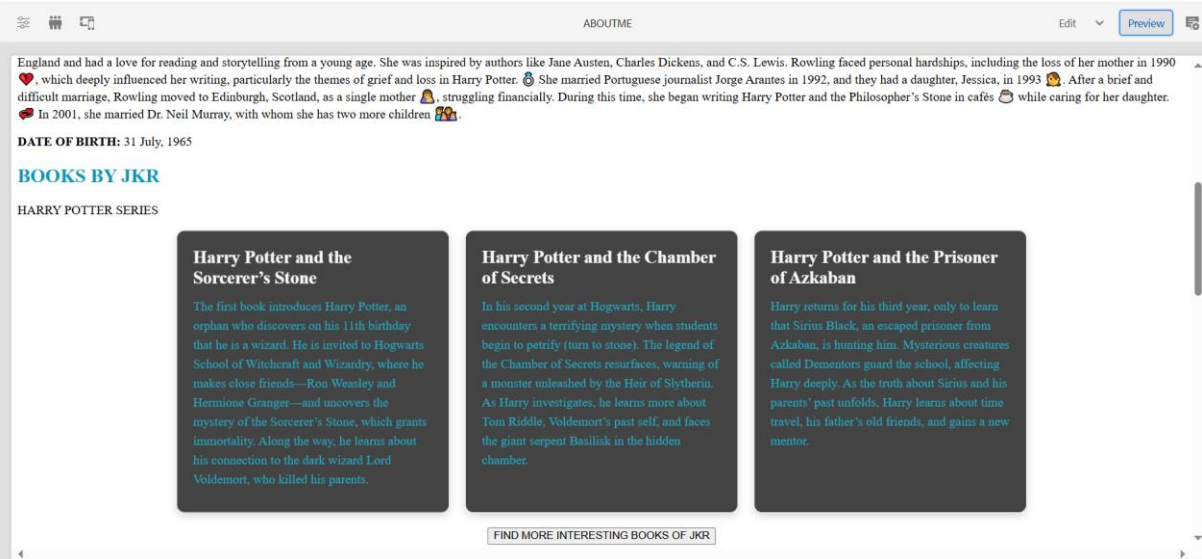 ABOUTME
Edit
Preview
England and had a love for reading and storytelling from a young age. She was inspired by authors like Jane Austen, Charles Dickens, and C.S. Lewis. Rowling faced personal hardships, including the loss of her mother in 1990
💔, which deeply influenced her writing, particularly the themes of grief and loss in Harry Potter. 💍 She married Portuguese journalist Jorge Arantes in 1992, and they had a daughter, Jessica, in 1993 👩. After a brief and
difficult marriage, Rowling moved to Edinburgh, Scotland, as a single mother 🤱, struggling financially. During this time, she began writing Harry Potter and the Philosopher’s Stone in cafés ☕ while caring for her daughter.
💞 In 2001, she married Dr. Neil Murray, with whom she has two more children 👨‍👩‍👧‍👦.
DATE OF BIRTH: 31 July, 1965
BOOKS BY JKR
HARRY POTTER SERIES
Harry Potter and the
Sorcerer’s Stone
The first book introduces Harry Potter, an
orphan who discovers on his 11th birthday
that he is a wizard. He is invited to Hogwarts
School of Witchcraft and Wizardry, where he
makes close friends—Ron Weasley and
Hermione Granger—and uncovers the
mystery of the Sorcerer’s Stone, which grants
immortality. Along the way, he learns about
his connection to the dark wizard Lord
Voldemort, who killed his parents.
Harry Potter and the Chamber
of Secrets
In his second year at Hogwarts, Harry
encounters a terrifying mystery when students
begin to petrify (turn to stone). The legend of
the Chamber of Secrets resurfaces, warning of
a monster unleashed by the Heir of Slytherin.
As Harry investigates, he learns more about
Tom Riddle, Voldemort’s past self, and faces
the giant serpent Basilisk in the hidden
chamber.
Harry Potter and the Prisoner
of Azkaban
Harry returns for his third year, only to learn
that Sirius Black, an escaped prisoner from
Azkaban, is hunting him. Mysterious creatures
called Dementors guard the school, affecting
Harry deeply. As the truth about Sirius and his
parents’ past unfolds, Harry learns about time
travel, his father’s old friends, and gains a new
mentor.
FIND MORE INTERESTING BOOKS OF JKR